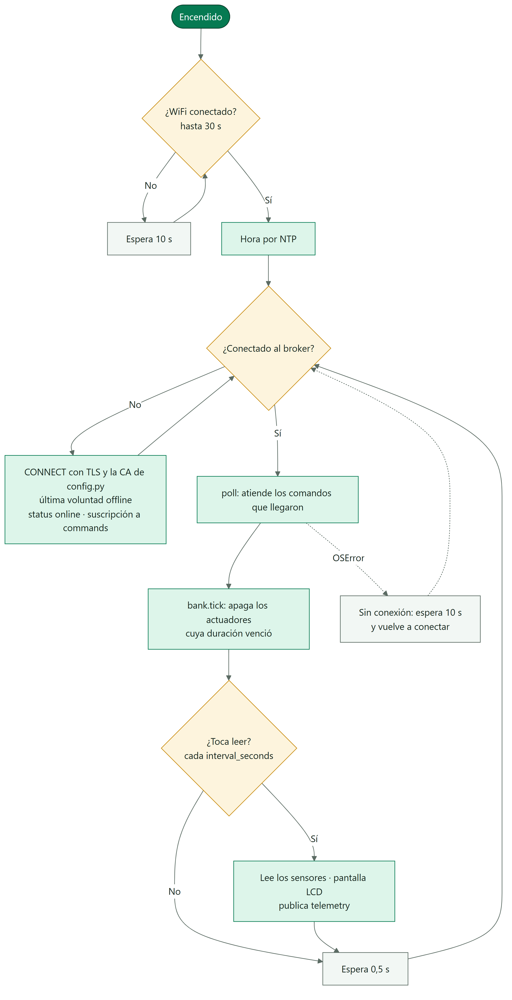 Encendido
¿WiFi conectado?
hasta 30 s
No
Sí
Espera 10 s
Hora por NTP
¿Conectado al broker?
No
Sí
CONNECT con TLS y la CA de
config.py
última voluntad offline
status online · suscripción a
commands
poll: atiende los comandos
que llegaron
OSError
bank.tick: apaga los
actuadores
cuya duración venció
Sin conexión: espera 10 s
y vuelve a conectar
¿Toca leer?
cada interval_seconds
Sí
Lee los sensores · pantalla
LCD
publica telemetry
No
Espera 0,5 s